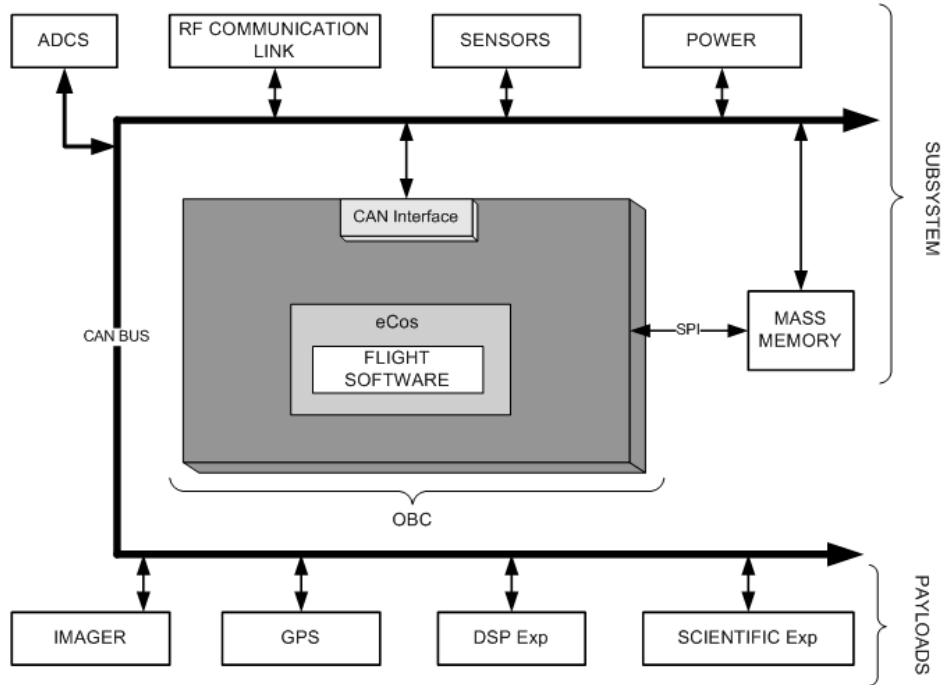 ADCS
RF COMMUNICATION
LINK
SENSORS
POWER
SUBSYSTEM
CAN Interface
eCos
FLIGHT
SOFTWARE
CAN BUS
SPI
MASS
MEMORY
OBC
PAYLOADS
IMAGER
GPS
DSP Exp
SCIENTIFIC Exp